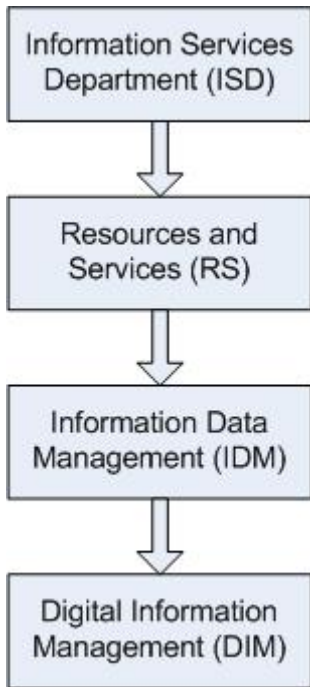 Information Services
Department (ISD)
Resources and
Services (RS)
Information Data
Management (IDM)
Digital Information
Management (DIM)